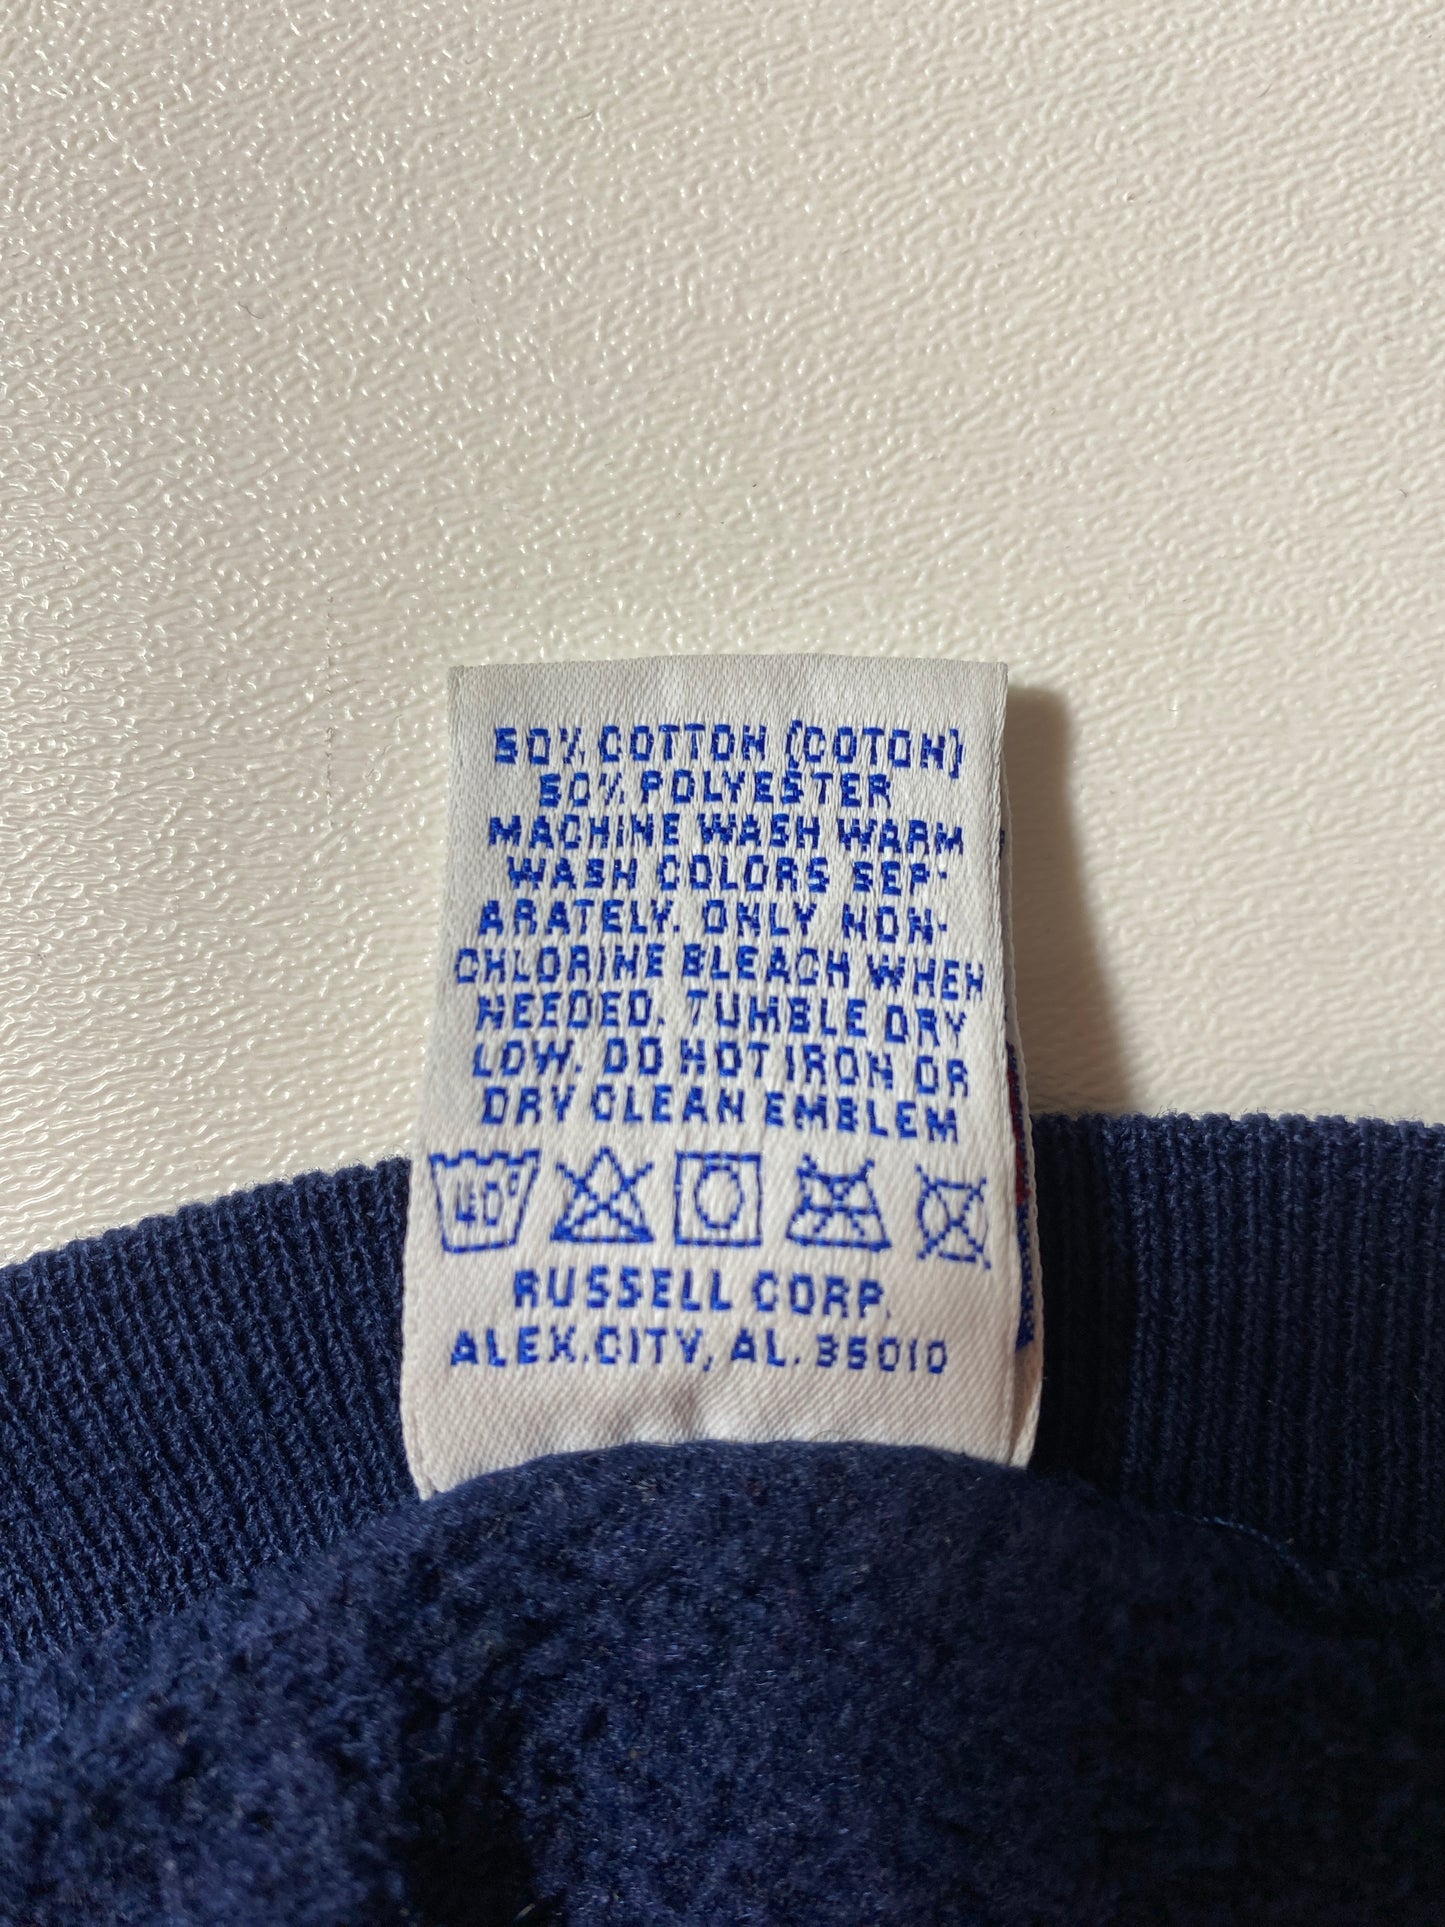 50% COTTON (COTON)
50% POLYESTER
MACHINE WASH WARM
WASH COLORS SEP-
ARATELY. ONLY NON-
CHLORINE BLEACH WHEN
NEEDED. TUMBLE DRY
LOW. DO NOT IRON OR
DRY CLEAN EMBLEM
40°
RUSSELL CORP.
ALEX.CITY, AL. 35010